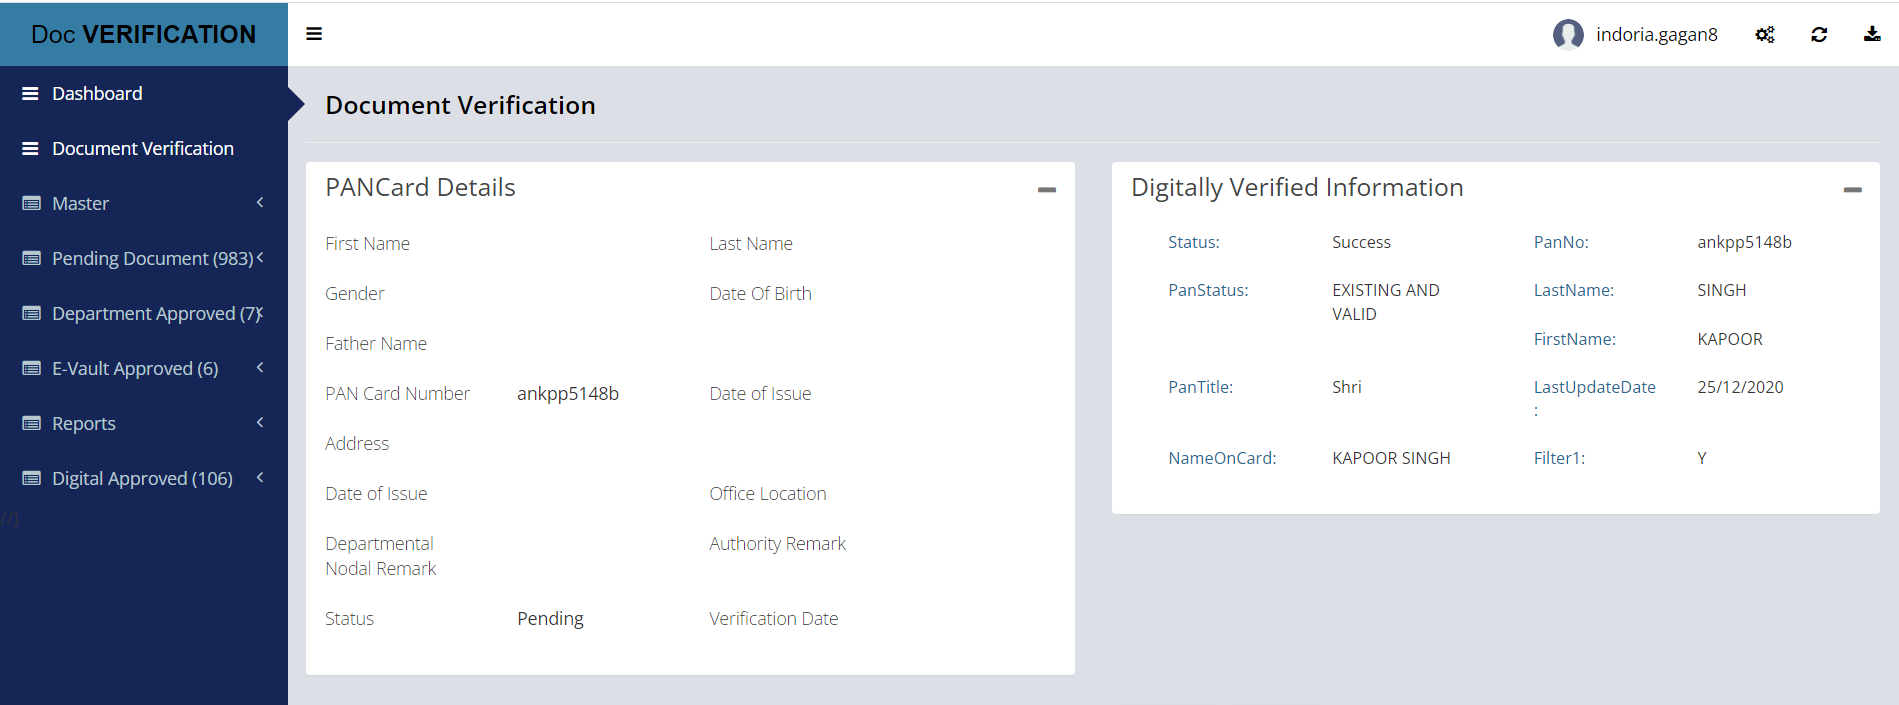 Doc VERIFICATION
indoria.gagan8
Dashboard
Document Verification
Master
Pending Document (983)
Department Approved (7)
E-Vault Approved (6)
Reports
Digital Approved (106)
//}
Document Verification
PANCard Details
First Name
Last Name
Gender
Date Of Birth
Father Name
PAN Card Number ankpp5148b Date of Issue
Address
Date of Issue
Office Location
Departmental
Nodal Remark
Authority Remark
Status Pending Verification Date
Digitally Verified Information
Status: Success PanNo: ankpp5148b
PanStatus: EXISTING AND
VALID
LastName: SINGH
FirstName: KAPOOR
PanTitle: Shri
LastUpdateDate
:
25/12/2020
NameOnCard: KAPOOR SINGH Filter1: Y